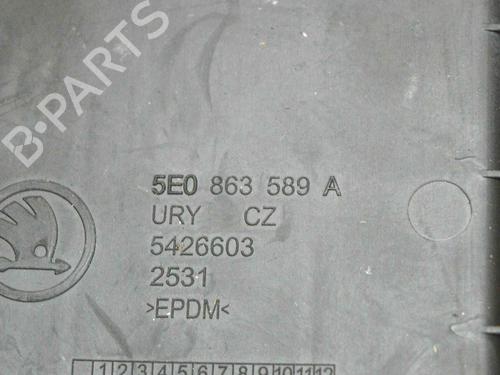 B-PARTS
5E0 863 589 A
URY CZ
5426603
2531
>EPDM<
1 2 3 4 5 6 7 8 9 10 11 12